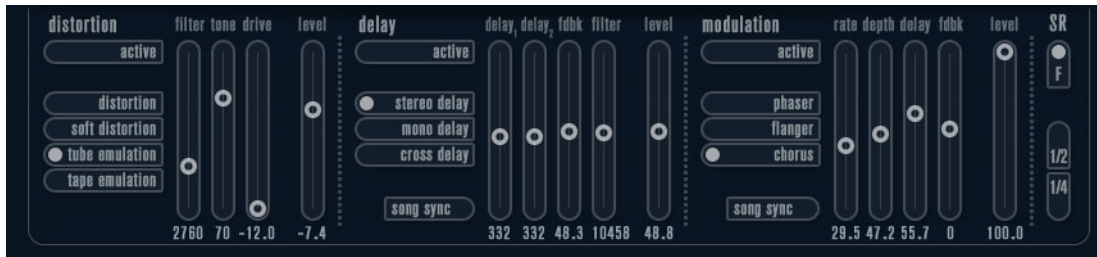 distortion filter tone drive level
active
distortion
soft distortion
tube emulation
tape emulation
2760 70 -12.0 -7.4
delay delay₁ delay₂ fdbk filter level
active
stereo delay
mono delay
cross delay
song sync
332 332 48.3 10458 48.8
modulation rate depth delay fdbk level
active
phaser
flanger
chorus
song sync
29.5 47.2 55.7 0 100.0
SR
F
1/2
1/4